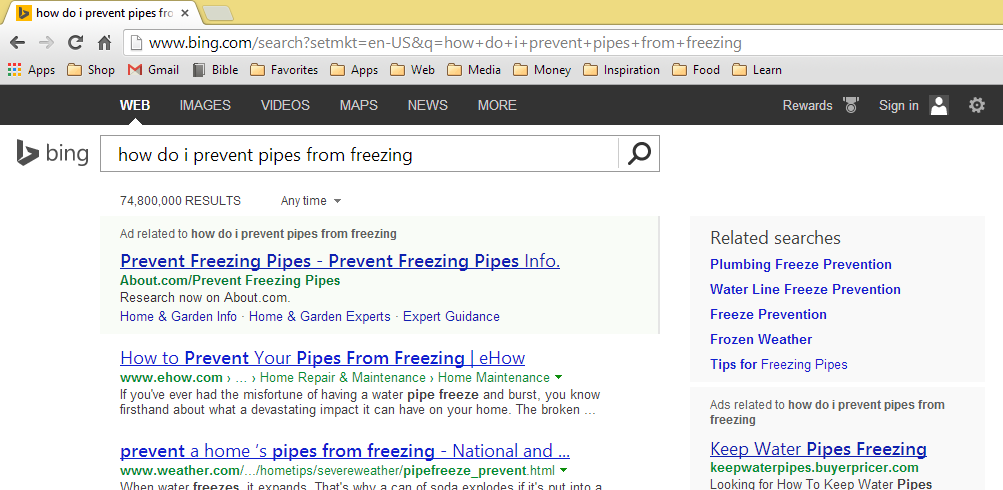 how do i prevent pipes fro
www.bing.com/search?setmkt=en-US&q=how+do+i+prevent+pipes+from+freezing
Apps Shop Gmail Bible Favorites Apps Web Media Money Inspiration Food Learn
WEB IMAGES VIDEOS MAPS NEWS MORE Rewards Sign in
bing how do i prevent pipes from freezing
74,800,000 RESULTS Any time
Ad related to how do i prevent pipes from freezing
Prevent Freezing Pipes - Prevent Freezing Pipes Info.
About.com/Prevent Freezing Pipes
Research now on About.com.
Home & Garden Info · Home & Garden Experts · Expert Guidance
How to Prevent Your Pipes From Freezing | eHow
www.ehow.com › ... › Home Repair & Maintenance › Home Maintenance
If you've ever had the misfortune of having a water pipe freeze and burst, you know
firsthand about what a devastating impact it can have on your home. The broken ...
prevent a home 's pipes from freezing - National and ...
www.weather.com/.../hometips/severeweather/pipefreeze_prevent.html
When water freezes, it expands. That's why a can of soda explodes if it's put into a
Related searches
Plumbing Freeze Prevention
Water Line Freeze Prevention
Freeze Prevention
Frozen Weather
Tips for Freezing Pipes
Ads related to how do i prevent pipes from
freezing
Keep Water Pipes Freezing
keepwaterpipes.buyerpricer.com
Looking for How To Keep Water Pipes